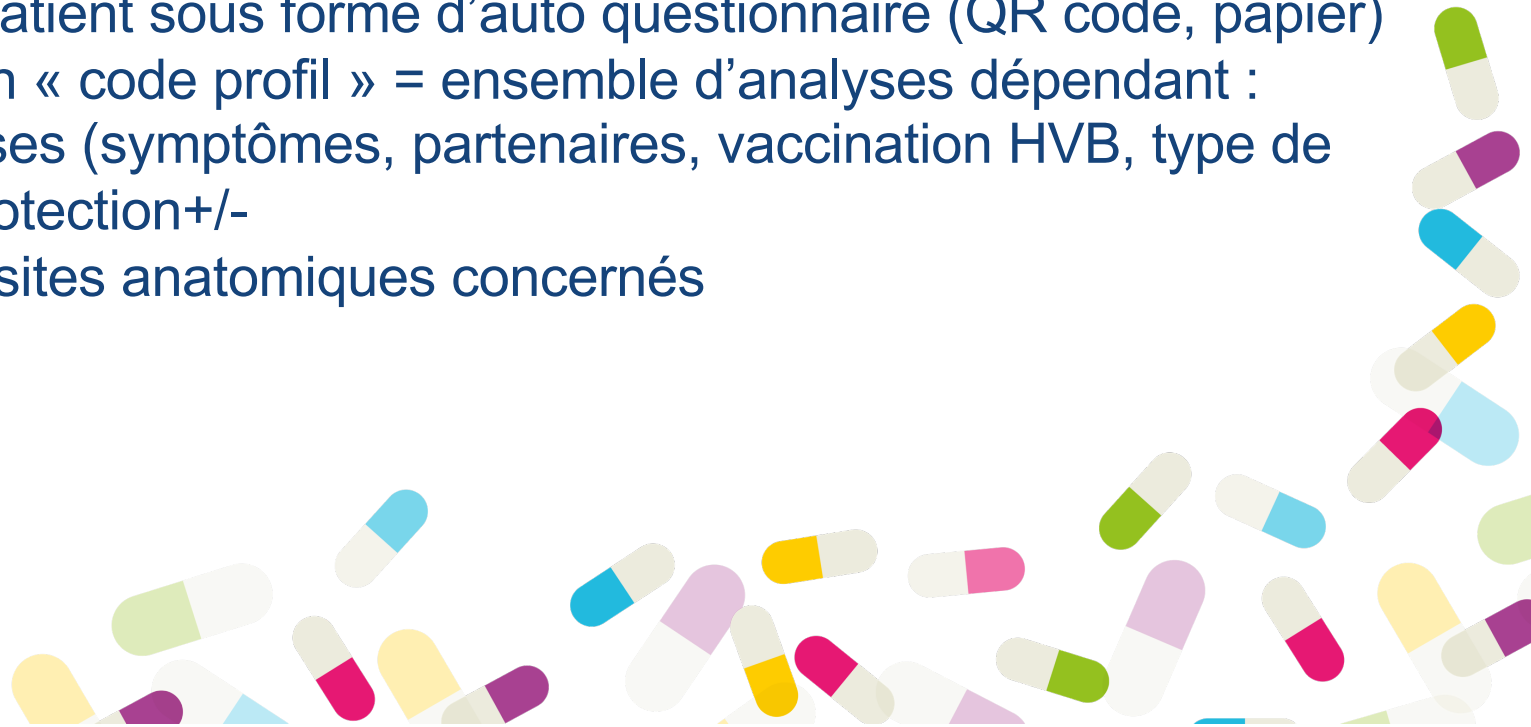 atient sous forme d’auto questionnaire (QR code, papier)
n « code profil » = ensemble d’analyses dépendant :
ses (symptômes, partenaires, vaccination HVB, type de
otection+/-
sites anatomiques concernés